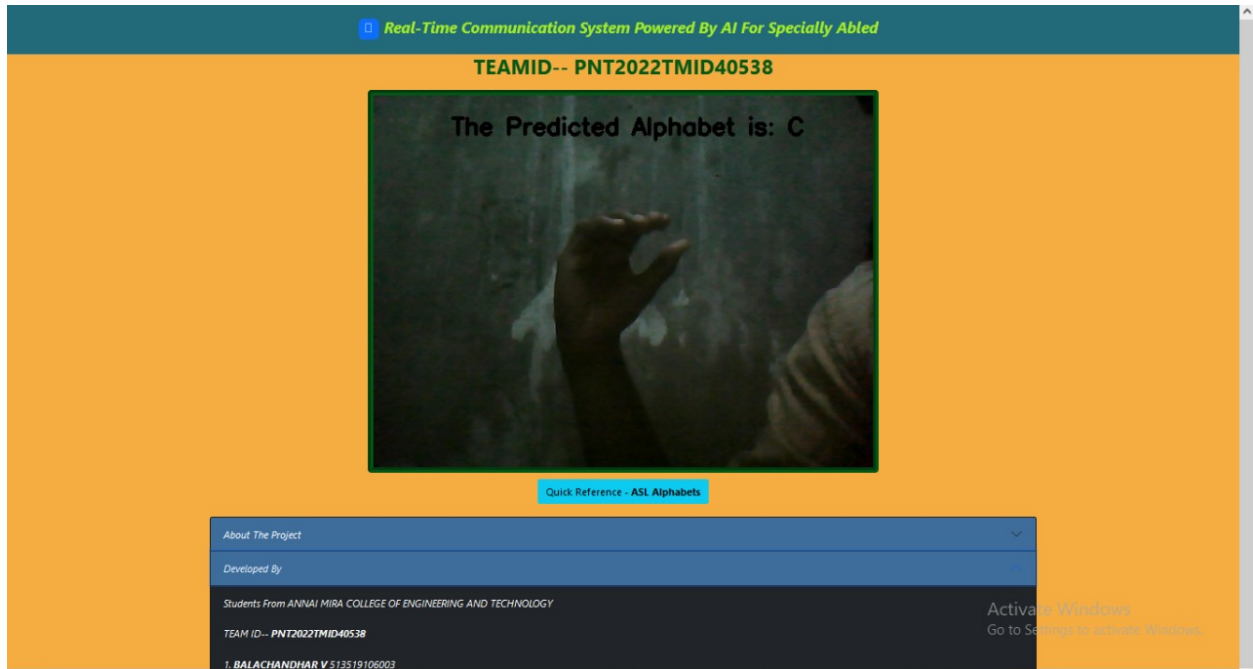 Real-Time Communication System Powered By AI For Specially Abled
TEAMID-- PNT2022TMID40538
The Predicted Alphabet is: C
Quick Reference - ASL Alphabets
About The Project
Developed By
Students From ANNAI MIRA COLLEGE OF ENGINEERING AND TECHNOLOGY
TEAM ID-- PNT2022TMID40538
1. BALACHANDHAR V 513519106003
Activate Windows
Go to Settings to activate Windows.